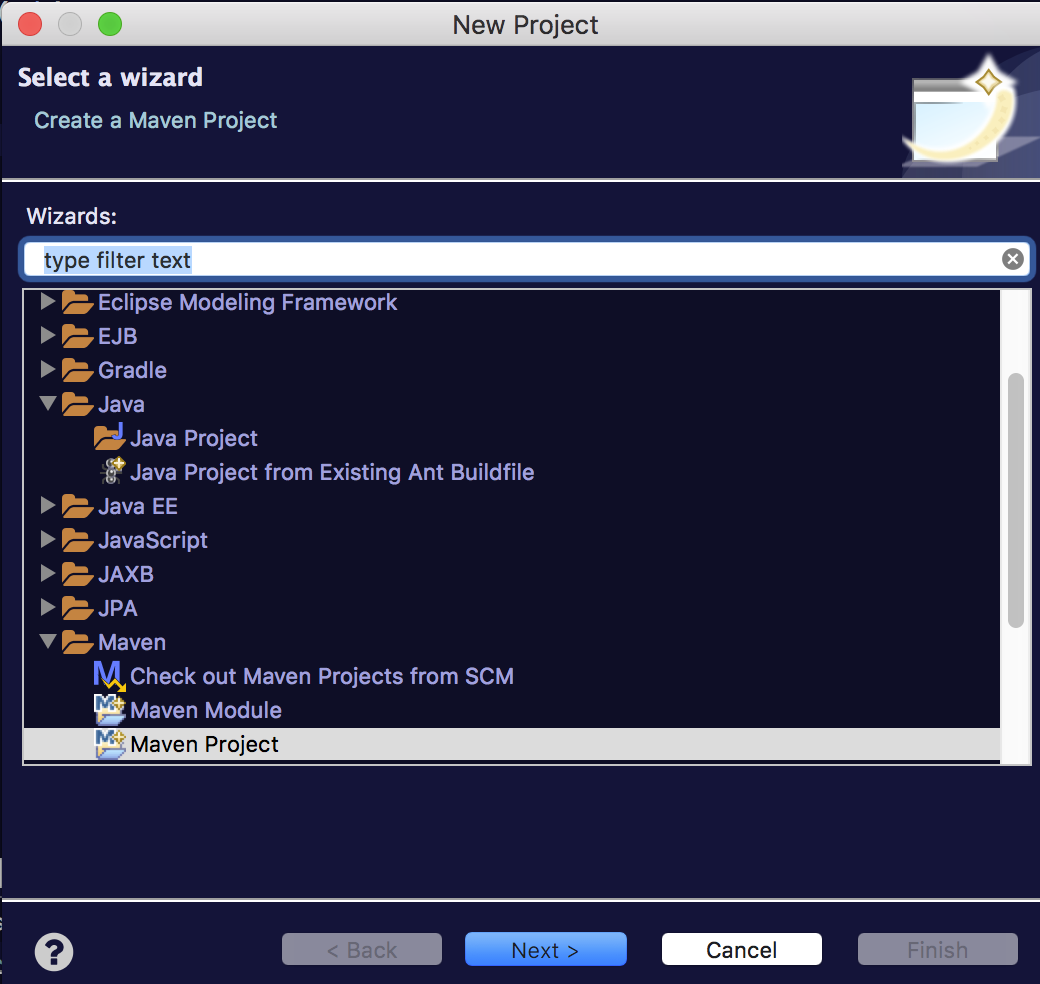 New Project
Select a wizard
Create a Maven Project
Wizards:
type filter text
Eclipse Modeling Framework
EJB
Gradle
Java
Java Project
Java Project from Existing Ant Buildfile
Java EE
JavaScript
JAXB
JPA
Maven
Check out Maven Projects from SCM
Maven Module
Maven Project
? < Back Next > Cancel Finish